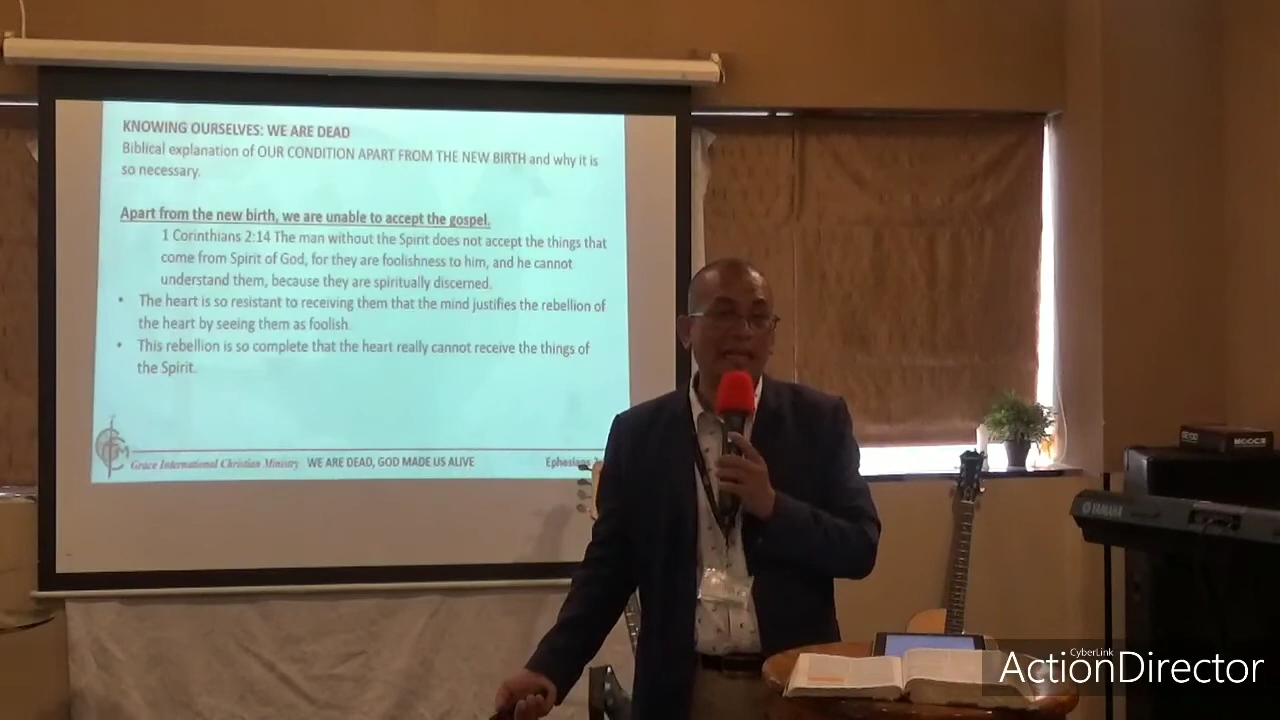 KNOWING OURSELVES: WE ARE DEAD
Biblical explanation of OUR CONDITION APART FROM THE NEW BIRTH and why it is
so necessary.
Apart from the new birth, we are unable to accept the gospel.
1 Corinthians 2:14 The man without the Spirit does not accept the things that
come from Spirit of God, for they are foolishness to him, and he cannot
understand them, because they are spiritually discerned.
• The heart is so resistant to receiving them that the mind justifies the rebellion of
the heart by seeing them as foolish.
• This rebellion is so complete that the heart really cannot receive the things of
the Spirit.
Grace International Christian Ministry WE ARE DEAD, GOD MADE US ALIVE Ephesians
YAMAHA
MOOER
CyberLink
ActionDirector